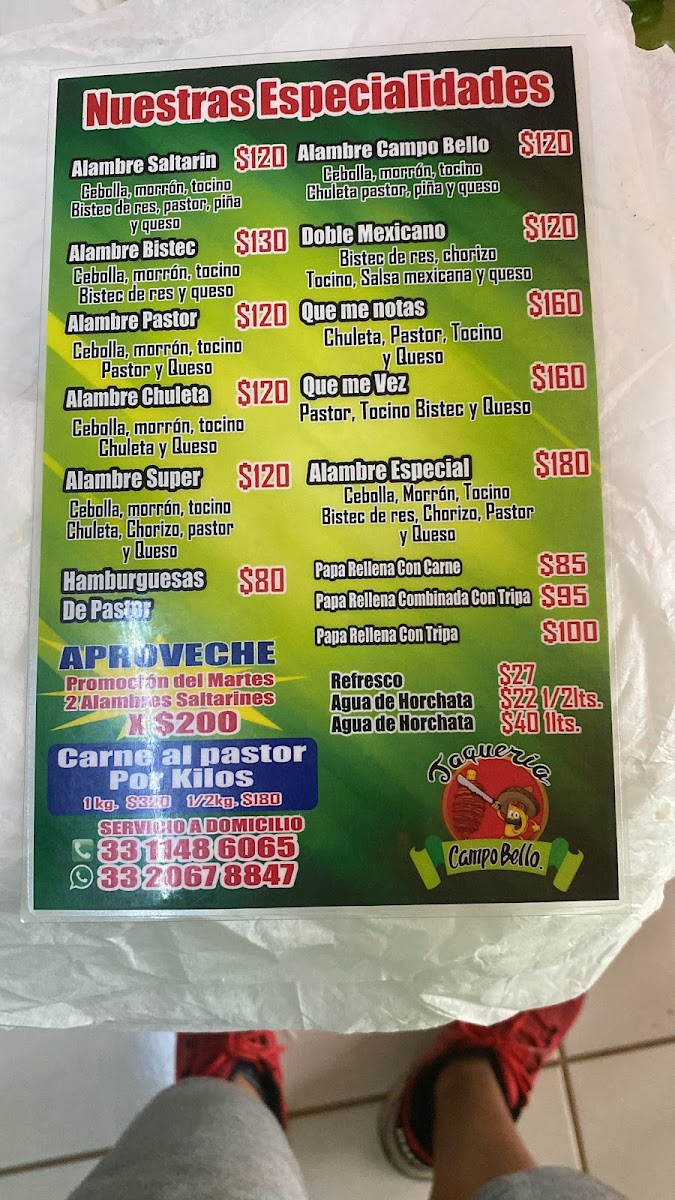 Nuestras Especialidades
Alambre Saltarin $120
Cebolla, morrón, tocino
Bistec de res, pastor, piña
y queso
Alambre Bistec $130
Cebolla, morrón, tocino
Bistec de res y queso
Alambre Pastor $120
Cebolla, morrón, tocino
Pastor y Queso
Alambre Chuleta $120
Cebolla, morrón, tocino
Chuleta y Queso
Alambre Super $120
Cebolla, morrón, tocino
Chuleta, Chorizo, pastor
y Queso
Hamburguesas $80
De Pastor
APROVECHE
Promoción del Martes
2 Alambres Saltarines
X $200
Carne al pastor
Por Kilos
1 kg. $320 1/2kg. $180
SERVICIO A DOMICILIO
33 1148 6065
33 2067 8847
Alambre Campo Bello $120
Cebolla, morrón, tocino
Chuleta pastor, piña y queso
Doble Mexicano $120
Bistec de res, chorizo
Tocino, Salsa mexicana y queso
Que me notas $160
Chuleta, Pastor, Tocino
y Queso
Que me Vez $160
Pastor, Tocino Bistec y Queso
Alambre Especial $180
Cebolla, Morrón, Tocino
Bistec de res, Chorizo, Pastor
y Queso
Papa Rellena Con Carne $85
Papa Rellena Combinada Con Tripa $95
Papa Rellena Con Tripa $100
Refresco $27
Agua de Horchata $22 1/2lts.
Agua de Horchata $40 1lts.
Taquería
Campo Bello.